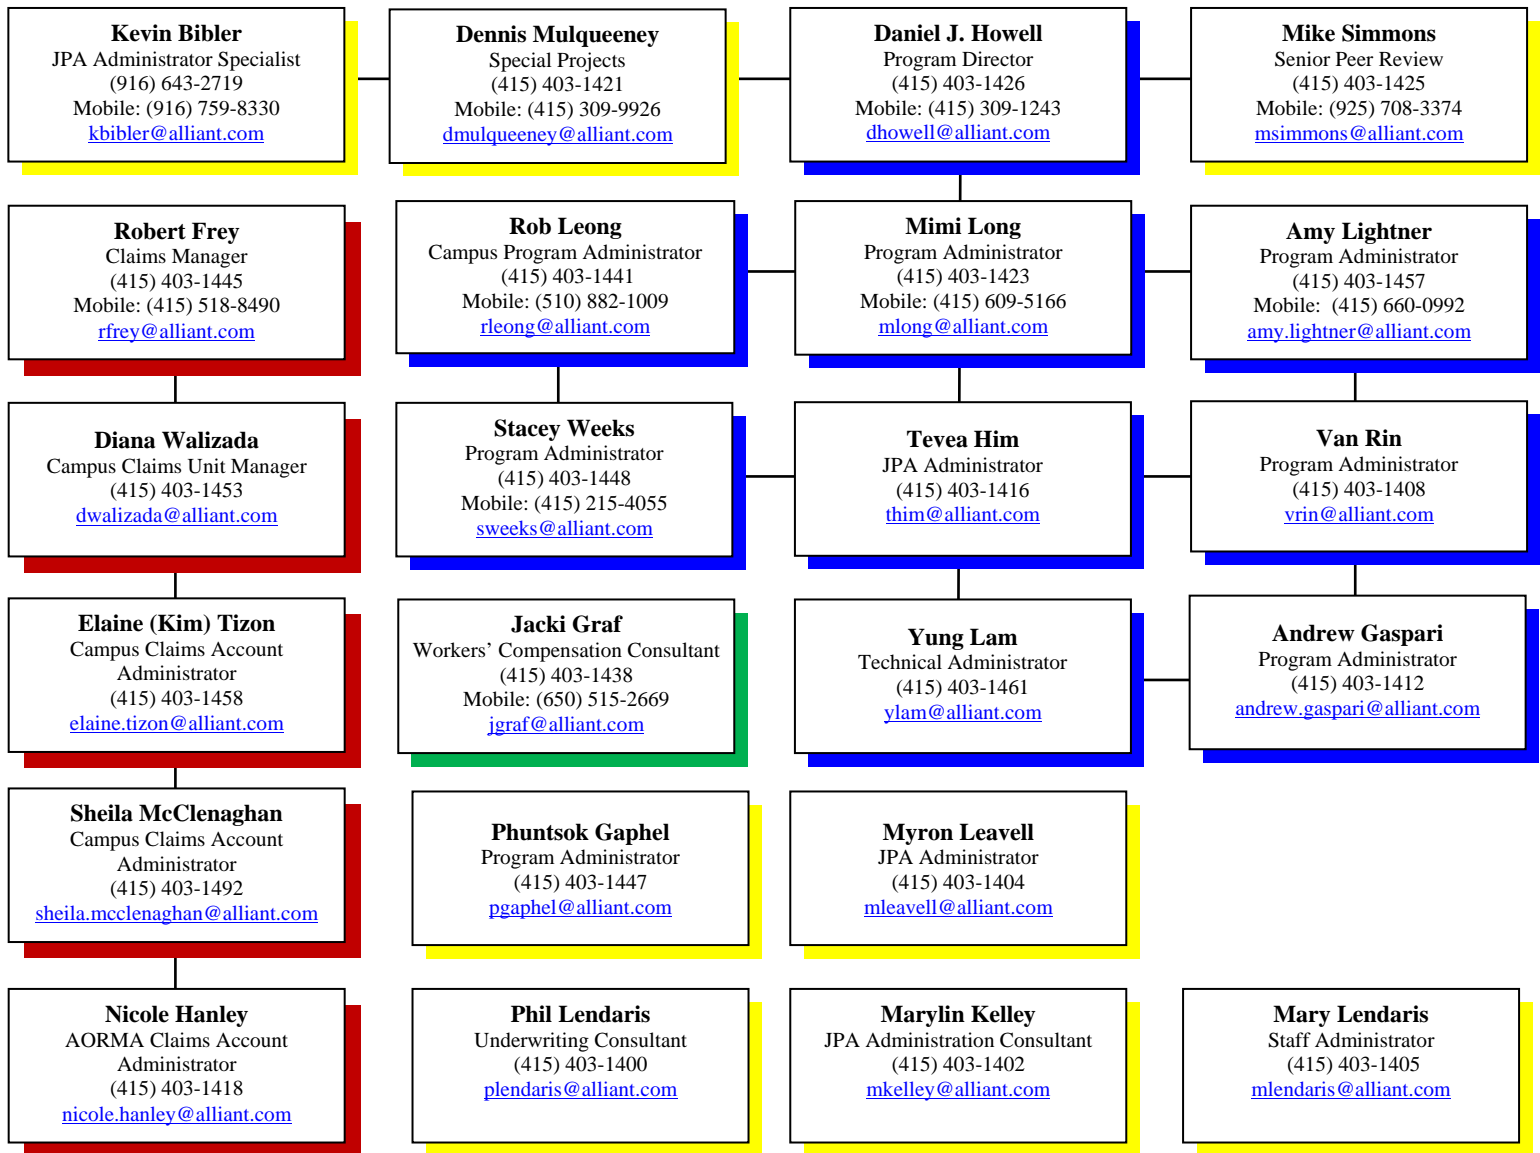 Kevin Bibler
JPA Administrator Specialist
(916) 643-2719
Mobile: (916) 759-8330
kbibler@alliant.com
Dennis Mulqueeney
Special Projects
(415) 403-1421
Mobile: (415) 309-9926
dmulqueeney@alliant.com
Daniel J. Howell
Program Director
(415) 403-1426
Mobile: (415) 309-1243
dhowell@alliant.com
Mike Simmons
Senior Peer Review
(415) 403-1425
Mobile: (925) 708-3374
msimmons@alliant.com
Robert Frey
Claims Manager
(415) 403-1445
Mobile: (415) 518-8490
rfrey@alliant.com
Rob Leong
Campus Program Administrator
(415) 403-1441
Mobile: (510) 882-1009
rleong@alliant.com
Mimi Long
Program Administrator
(415) 403-1423
Mobile: (415) 609-5166
mlong@alliant.com
Amy Lightner
Program Administrator
(415) 403-1457
Mobile: (415) 660-0992
amy.lightner@alliant.com
Diana Walizada
Campus Claims Unit Manager
(415) 403-1453
dwalizada@alliant.com
Stacey Weeks
Program Administrator
(415) 403-1448
Mobile: (415) 215-4055
sweeks@alliant.com
Tevea Him
JPA Administrator
(415) 403-1416
thim@alliant.com
Van Rin
Program Administrator
(415) 403-1408
vrin@alliant.com
Elaine (Kim) Tizon
Campus Claims Account
Administrator
(415) 403-1458
elaine.tizon@alliant.com
Jacki Graf
Workers’ Compensation Consultant
(415) 403-1438
Mobile: (650) 515-2669
jgraf@alliant.com
Yung Lam
Technical Administrator
(415) 403-1461
ylam@alliant.com
Andrew Gaspari
Program Administrator
(415) 403-1412
andrew.gaspari@alliant.com
Sheila McClenaghan
Campus Claims Account
Administrator
(415) 403-1492
sheila.mcclenaghan@alliant.com
Phuntsok Gaphel
Program Administrator
(415) 403-1447
pgaphel@alliant.com
Myron Leavell
JPA Administrator
(415) 403-1404
mleavell@alliant.com
Nicole Hanley
AORMA Claims Account
Administrator
(415) 403-1418
nicole.hanley@alliant.com
Phil Lendaris
Underwriting Consultant
(415) 403-1400
plendaris@alliant.com
Marylin Kelley
JPA Administration Consultant
(415) 403-1402
mkelley@alliant.com
Mary Lendaris
Staff Administrator
(415) 403-1405
mlendaris@alliant.com